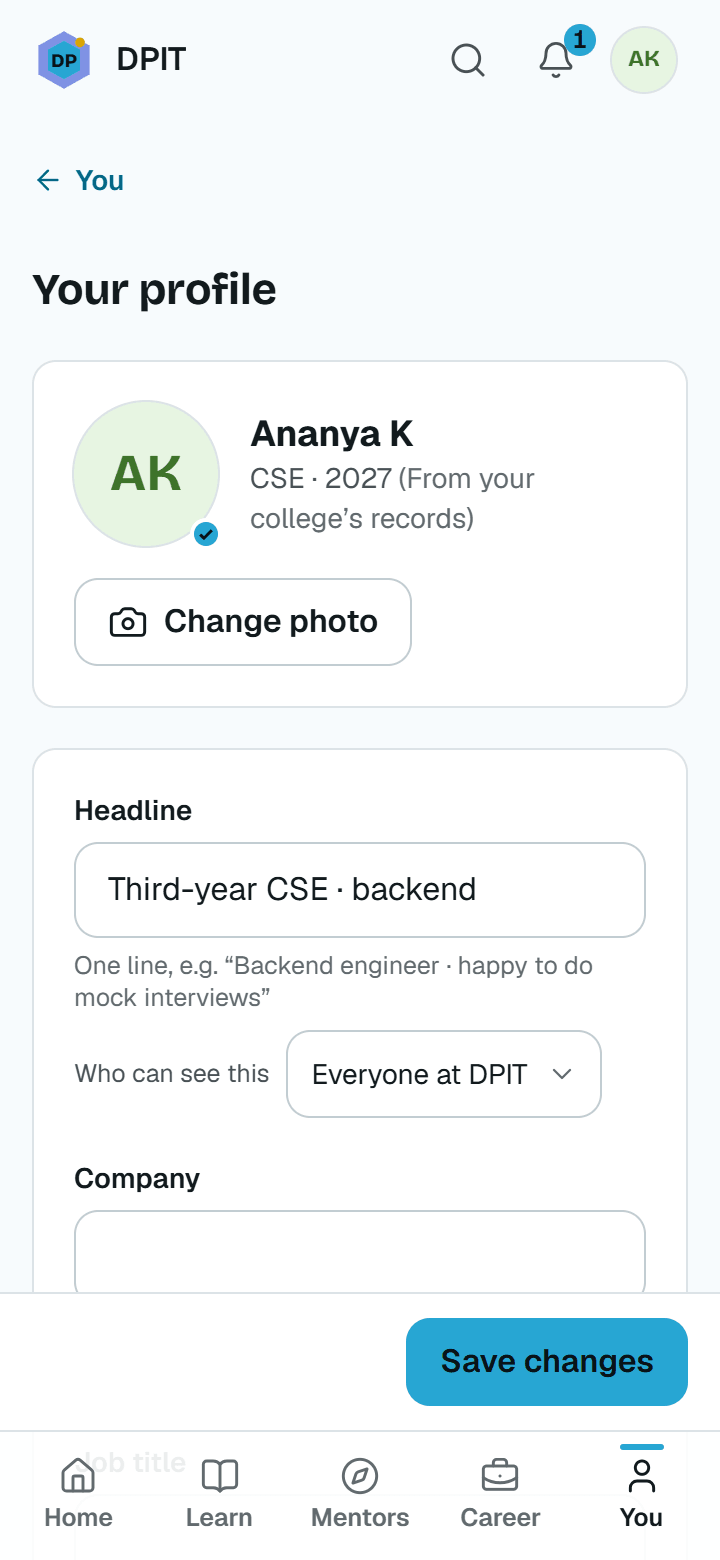 DP
DPIT
1
AK
You
Your profile
AK
Ananya K
CSE · 2027 (From your
college’s records)
Change photo
Headline
Third-year CSE · backend
One line, e.g. “Backend engineer · happy to do
mock interviews”
Who can see this
Everyone at DPIT
Company
Save changes
Job title
Home
Learn
Mentors
Career
You